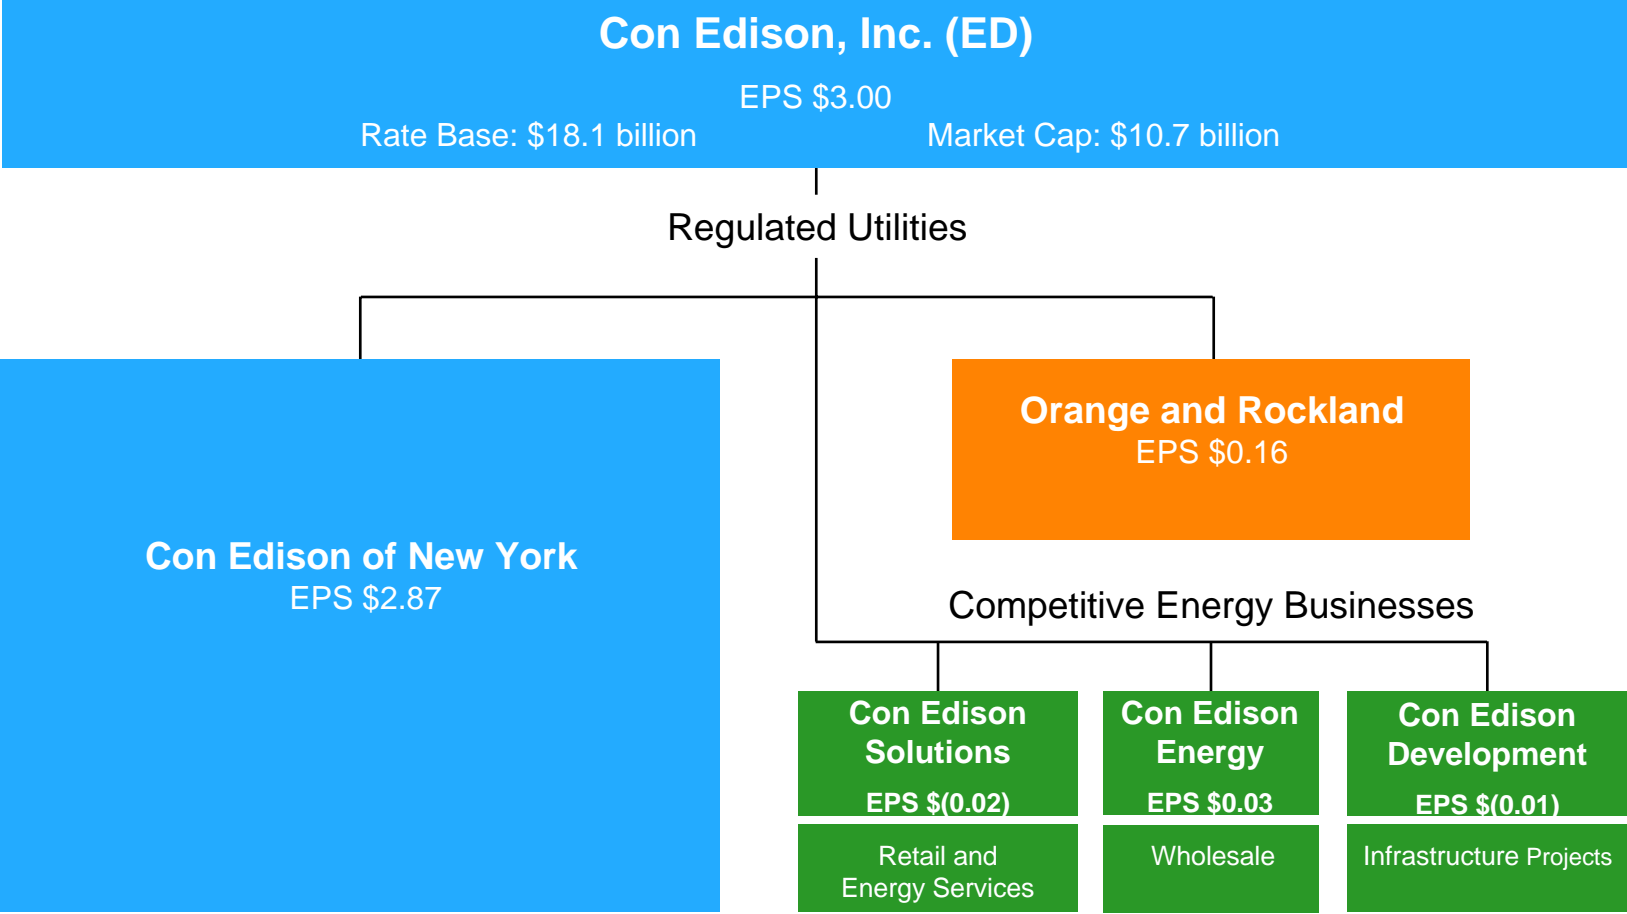 Con Edison, Inc. (ED)
EPS $3.00
Rate Base: $18.1 billion
Market Cap: $10.7 billion
Regulated Utilities
Con Edison of New York
EPS $2.87
Orange and Rockland
EPS $0.16
Competitive Energy Businesses
Con Edison
Solutions
EPS $(0.02)
Retail and
Energy Services
Con Edison
Energy
EPS $0.03
Wholesale
Con Edison
Development
EPS $(0.01)
Infrastructure Projects